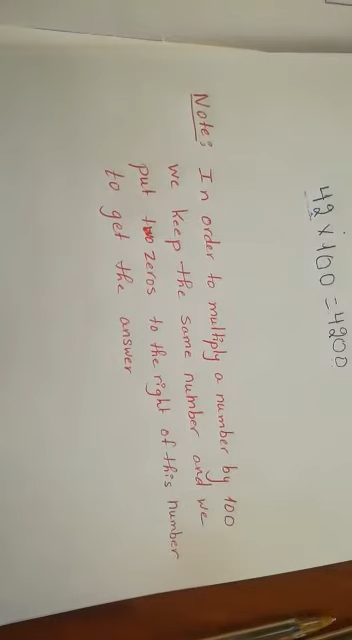 42 × 100 = 4200
Note: In order to multiply a number by 100
we keep the same number and we
put two zeros to the right of this number
to get the answer